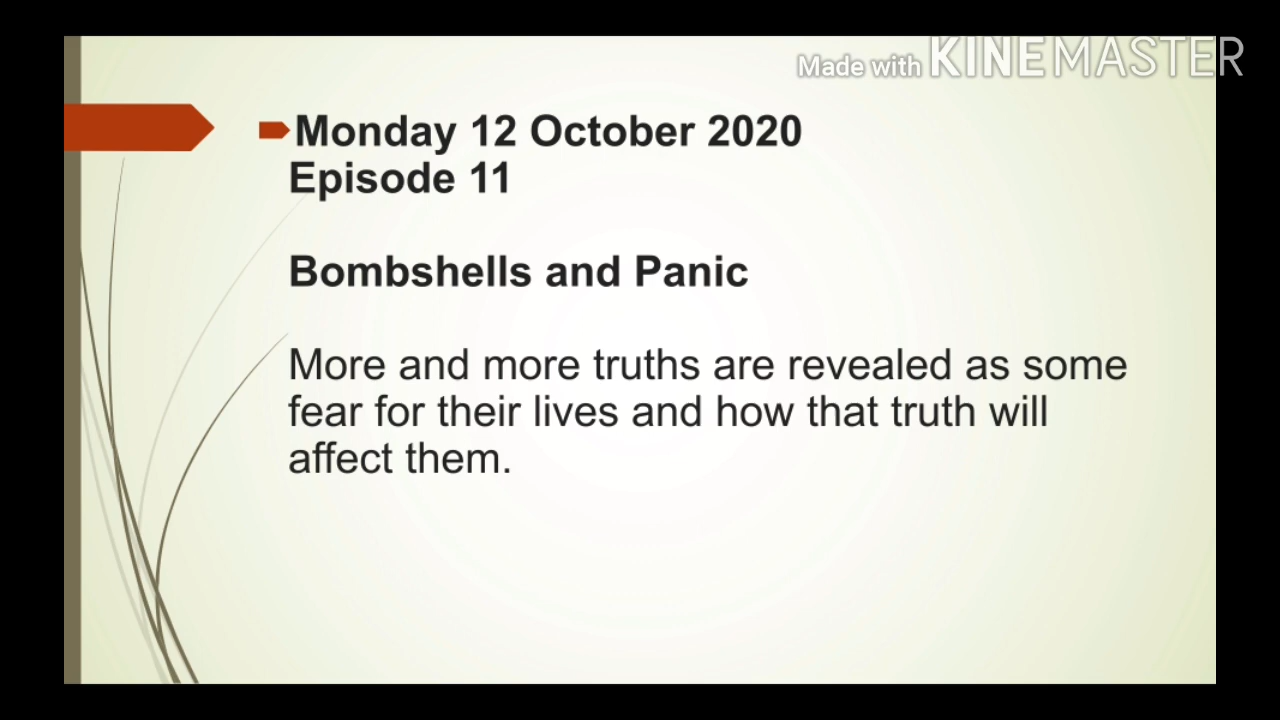 Made with KINEMASTER
Monday 12 October 2020
Episode 11
Bombshells and Panic
More and more truths are revealed as some
fear for their lives and how that truth will
affect them.